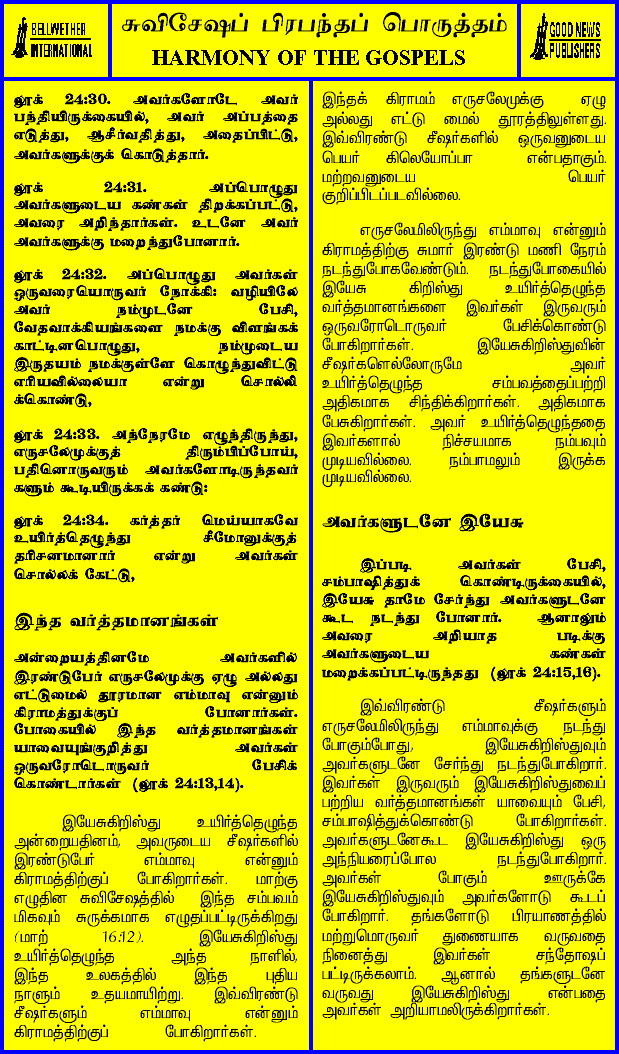 BELLWETHER
INTERNATIONAL
சுவிசேஷப் பிரபந்தப் பொருத்தம்
HARMONY OF THE GOSPELS
GOOD NEWS
PUBLISHERS
லூக் 24:30. அவர்களோடே அவர்
பந்தியிருக்கையில், அவர் அப்பத்தை
எடுத்து, ஆசீர்வதித்து, அதைப்பிட்டு,
அவர்களுக்குக் கொடுத்தார்.
லூக் 24:31. அப்பொழுது
அவர்களுடைய கண்கள் திறக்கப்பட்டு,
அவரை அறிந்தார்கள். உடனே அவர்
அவர்களுக்கு மறைந்துபோனார்.
லூக் 24:32. அப்பொழுது அவர்கள்
ஒருவரையொருவர் நோக்கி: வழியிலே
அவர் நம்முடனே பேசி,
வேதவாக்கியங்களை நமக்கு விளங்கக்
காட்டினபொழுது, நம்முடைய
இருதயம் நமக்குள்ளே கொழுந்துவிட்டு
எரியவில்லையா என்று சொல்லி
க்கொண்டு,
லூக் 24:33. அந்நேரமே எழுந்திருந்து,
எருசலேமுக்குத் திரும்பிப்போய்,
பதினொருவரும் அவர்களோடிருந்தவர்
களும் கூடியிருக்கக் கண்டு:
லூக் 24:34. கர்த்தர் மெய்யாகவே
உயிர்த்தெழுந்து சீமோனுக்குத்
தரிசனமானார் என்று அவர்கள்
சொல்லக் கேட்டு,
இந்த வர்த்தமானங்கள்
அன்றையத்தினமே அவர்களில்
இரண்டுபேர் எருசலேமுக்கு ஏழு அல்லது
எட்டுமைல் தூரமான எம்மாவு என்னும்
கிராமத்துக்குப் போனார்கள்.
போகையில் இந்த வர்த்தமானங்கள்
யாவையுங்குறித்து அவர்கள்
ஒருவரோடொருவர் பேசிக்
கொண்டார்கள் (லூக் 24:13,14).
இயேசுகிறிஸ்து உயிர்த்தெழுந்த
அன்றையதினம், அவருடைய சீஷர்களில்
இரண்டுபேர் எம்மாவு என்னும்
கிராமத்திற்குப் போகிறார்கள். மாற்கு
எழுதின சுவிசேஷத்தில் இந்த சம்பவம்
மிகவும் சுருக்கமாக எழுதப்பட்டிருக்கிறது
(மாற் 16:12). இயேசுகிறிஸ்து
உயிர்த்தெழுந்த அந்த நாளில்,
இந்த உலகத்தில் இந்த புதிய
நாளும் உதயமாயிற்று. இவ்விரண்டு
சீஷர்களும் எம்மாவு என்னும்
கிராமத்திற்குப் போகிறார்கள்.
இந்தக் கிராமம் எருசலேமுக்கு ஏழு
அல்லது எட்டு மைல் தூரத்திலுள்ளது.
இவ்விரண்டு சீஷர்களில் ஒருவனுடைய
பெயர் கிலெயோப்பா என்பதாகும்.
மற்றவனுடைய பெயர்
குறிப்பிடப்படவில்லை.
எருசலேமிலிருந்து எம்மாவு என்னும்
கிராமத்திற்கு சுமார் இரண்டு மணி நேரம்
நடந்துபோகவேண்டும். நடந்துபோகையில்
இயேசு கிறிஸ்து உயிர்த்தெழுந்த
வர்த்தமானங்களை இவர்கள் இருவரும்
ஒருவரோடொருவர் பேசிக்கொண்டு
போகிறார்கள். இயேசுகிறிஸ்துவின்
சீஷர்களெல்லோருமே அவர்
உயிர்த்தெழுந்த சம்பவத்தைப்பற்றி
அதிகமாக சிந்திக்கிறார்கள். அதிகமாக
பேசுகிறார்கள். அவர் உயிர்த்தெழுந்ததை
இவர்களால் நிச்சயமாக நம்பவும்
முடியவில்லை. நம்பாமலும் இருக்க
முடியவில்லை.
அவர்களுடனே இயேசு
இப்படி அவர்கள் பேசி,
சம்பாஷித்துக் கொண்டிருக்கையில்,
இயேசு தாமே சேர்ந்து அவர்களுடனே
கூட நடந்து போனார். ஆனாலும்
அவரை அறியாத படிக்கு
அவர்களுடைய கண்கள்
மறைக்கப்பட்டிருந்தது (லூக் 24:15,16).
இவ்விரண்டு சீஷர்களும்
எருசலேமிலிருந்து எம்மாவுக்கு நடந்து
போகும்போது, இயேசுகிறிஸ்துவும்
அவர்களுடனே சேர்ந்து நடந்துபோகிறார்.
இவர்கள் இருவரும் இயேசுகிறிஸ்துவைப்
பற்றிய வர்த்தமானங்கள் யாவையும் பேசி,
சம்பாஷித்துக்கொண்டு போகிறார்கள்.
அவர்களுடனேகூட இயேசுகிறிஸ்து ஒரு
அந்நியரைப்போல நடந்துபோகிறார்.
அவர்கள் போகும் ஊருக்கே
இயேசுகிறிஸ்துவும் அவர்களோடு கூடப்
போகிறார். தங்களோடு பிரயாணத்தில்
மற்றுமொருவர் துணையாக வருவதை
நினைத்து இவர்கள் சந்தோஷப்
பட்டிருக்கலாம். ஆனால் தங்களுடனே
வருவது இயேசுகிறிஸ்து என்பதை
அவர்கள் அறியாமலிருக்கிறார்கள்.